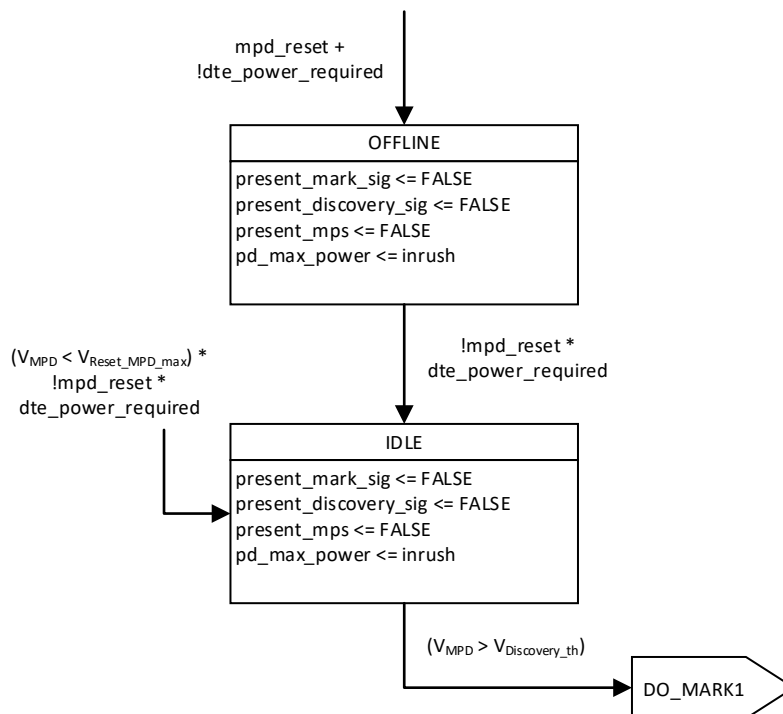 mpd_reset +
!dte_power_required
OFFLINE
present_mark_sig <= FALSE
present_discovery_sig <= FALSE
present_mps <= FALSE
pd_max_power <= inrush
!mpd_reset *
dte_power_required
(VMPD < VReset_MPD_max) *
!mpd_reset *
dte_power_required
IDLE
present_mark_sig <= FALSE
present_discovery_sig <= FALSE
present_mps <= FALSE
pd_max_power <= inrush
(VMPD > VDiscovery_th)
DO_MARK1